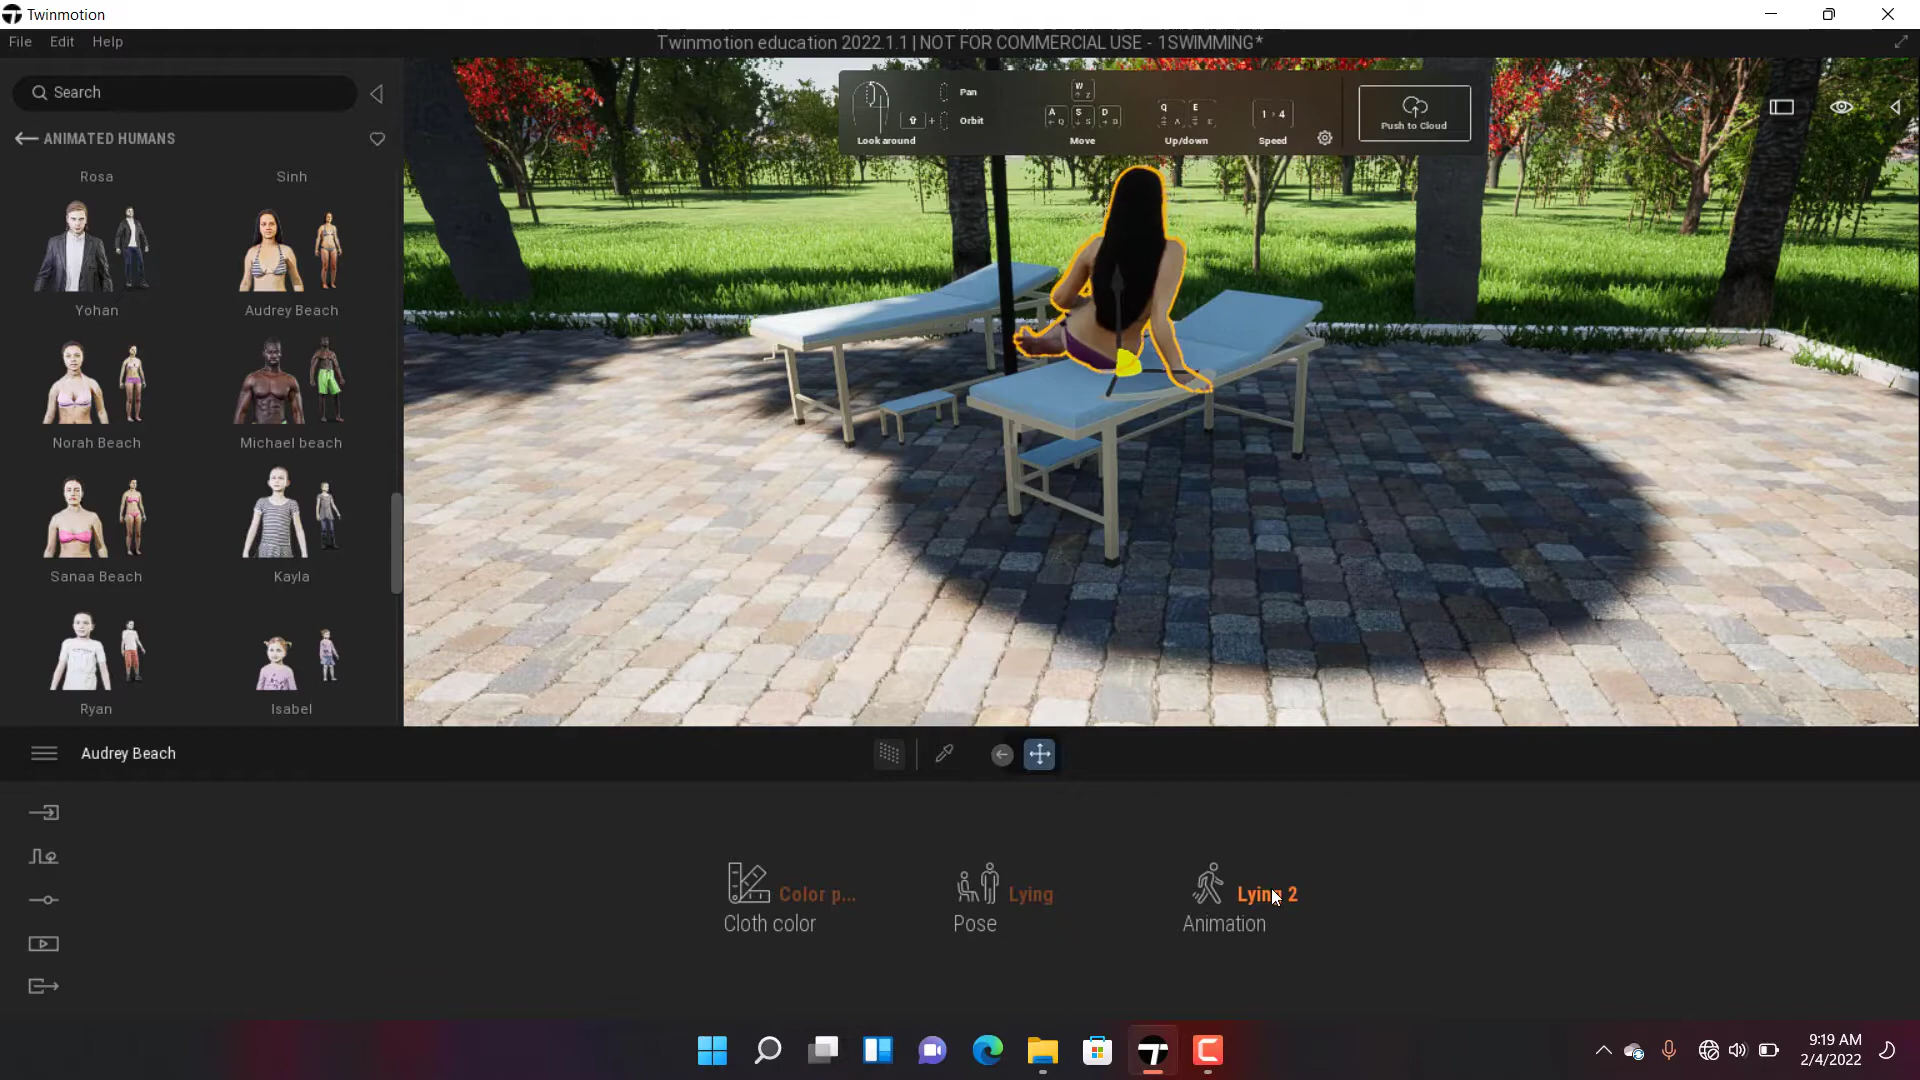 Twinmotion
File Edit Help
Twinmotion education 2022.1.1 | NOT FOR COMMERCIAL USE - 1SWIMMING*
Search
ANIMATED HUMANS
Rosa Sinh
Yohan Audrey Beach
Norah Beach Michael beach
Sanaa Beach Kayla
Ryan Isabel
Pan
Orbit
Look around
W
A S D
Move
Q E
Up/down
1 > 4
Speed
Push to Cloud
Audrey Beach
Color p...
Cloth color
Lying
Pose
Lying 2
Animation
9:19 AM
2/4/2022